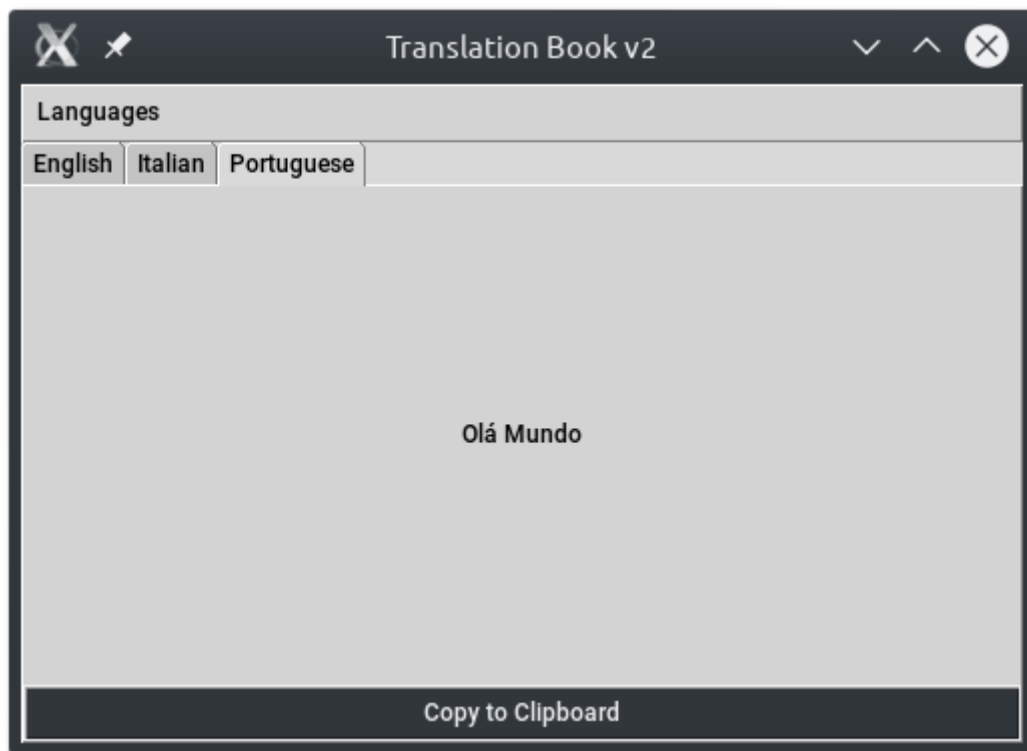 Translation Book v2
Languages
English Italian Portuguese
Olá Mundo
Copy to Clipboard